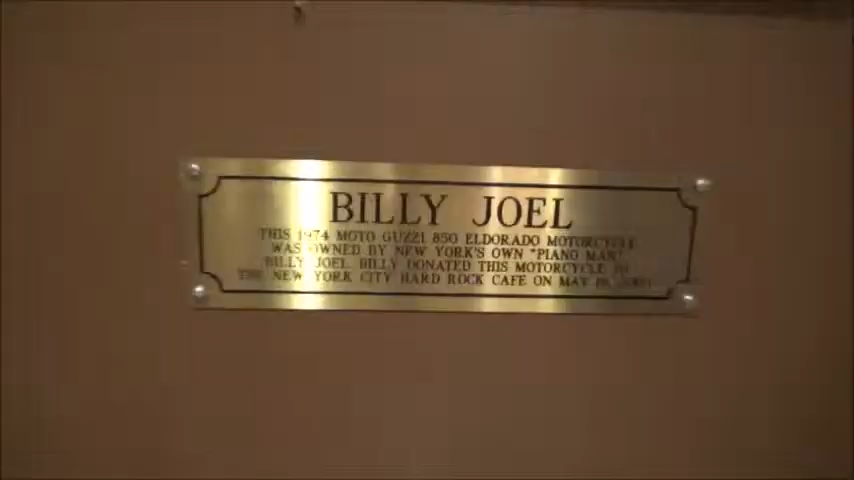 BILLY JOEL
THIS 1974 MOTO GUZZI 850 ELDORADO MOTORCYCLE
WAS OWNED BY NEW YORK'S OWN "PIANO MAN"
BILLY JOEL. BILLY DONATED THIS MOTORCYCLE TO
THE NEW YORK CITY HARD ROCK CAFE ON MAY